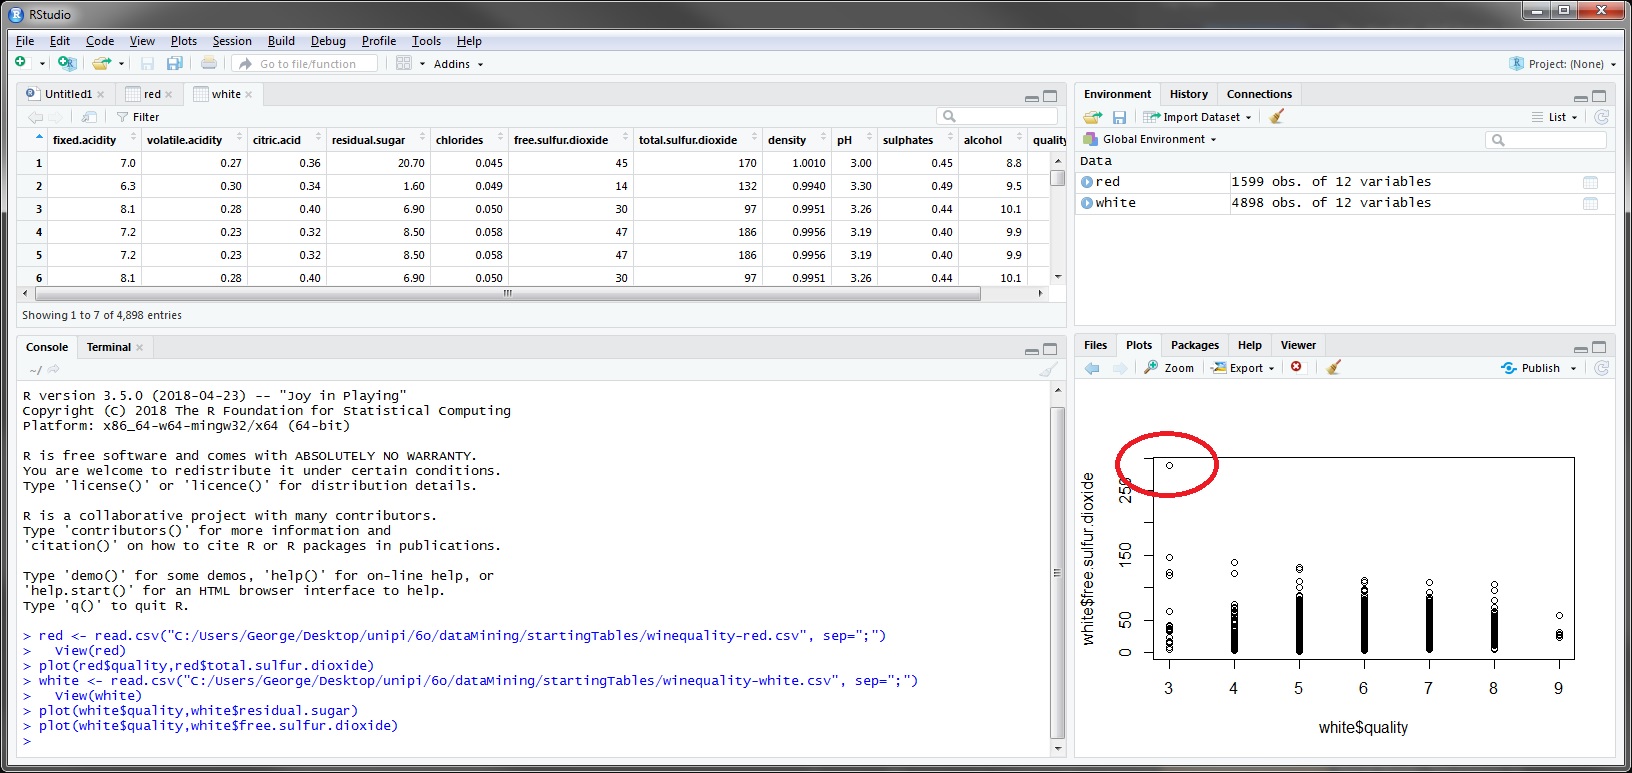 RStudio
File Edit Code View Plots Session Build Debug Profile Tools Help
Go to file/function Addins Project: (None)
Untitled1 red white
Filter
fixed.acidity volatile.acidity citric.acid residual.sugar chlorides free.sulfur.dioxide total.sulfur.dioxide density pH sulphates alcohol quality
1 7.0 0.27 0.36 20.70 0.045 45 170 1.0010 3.00 0.45 8.8
2 6.3 0.30 0.34 1.60 0.049 14 132 0.9940 3.30 0.49 9.5
3 8.1 0.28 0.40 6.90 0.050 30 97 0.9951 3.26 0.44 10.1
4 7.2 0.23 0.32 8.50 0.058 47 186 0.9956 3.19 0.40 9.9
5 7.2 0.23 0.32 8.50 0.058 47 186 0.9956 3.19 0.40 9.9
6 8.1 0.28 0.40 6.90 0.050 30 97 0.9951 3.26 0.44 10.1
Showing 1 to 7 of 4,898 entries
Console Terminal
~/
R version 3.5.0 (2018-04-23) -- "Joy in Playing"
Copyright (C) 2018 The R Foundation for Statistical Computing
Platform: x86_64-w64-mingw32/x64 (64-bit)
R is free software and comes with ABSOLUTELY NO WARRANTY.
You are welcome to redistribute it under certain conditions.
Type 'license()' or 'licence()' for distribution details.
R is a collaborative project with many contributors.
Type 'contributors()' for more information and
'citation()' on how to cite R or R packages in publications.
Type 'demo()' for some demos, 'help()' for on-line help, or
'help.start()' for an HTML browser interface to help.
Type 'q()' to quit R.
> red <- read.csv("C:/Users/George/Desktop/unipi/6o/dataMining/startingTables/winequality-red.csv", sep=";")
> View(red)
> plot(red$quality,red$total.sulfur.dioxide)
> white <- read.csv("C:/Users/George/Desktop/unipi/6o/dataMining/startingTables/winequality-white.csv", sep=";")
> View(white)
> plot(white$quality,white$residual.sugar)
> plot(white$quality,white$free.sulfur.dioxide)
>
Environment History Connections
Import Dataset List
Global Environment
Data
red 1599 obs. of 12 variables
white 4898 obs. of 12 variables
Files Plots Packages Help Viewer
Zoom Export Publish
white$free.sulfur.dioxide
250
150
50
0
3 4 5 6 7 8 9
white$quality